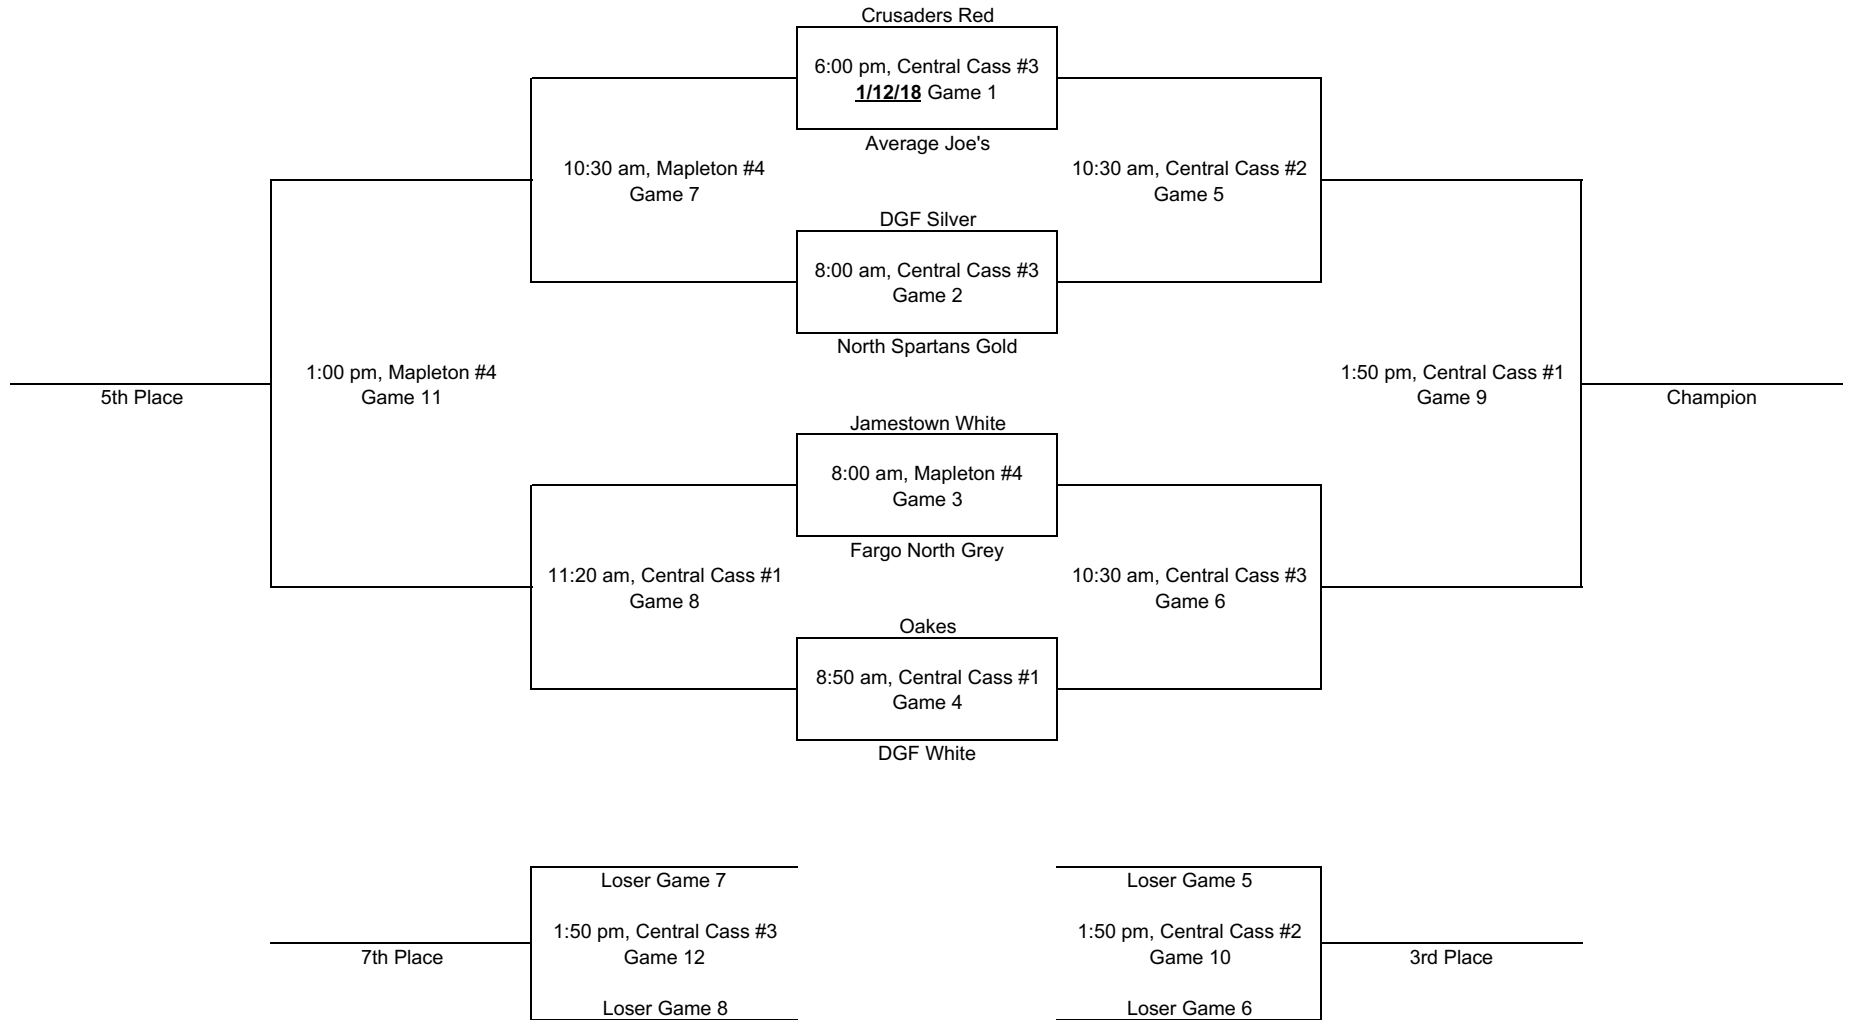 Crusaders Red
6:00 pm, Central Cass #3
1/12/18 Game 1
Average Joe's
10:30 am, Mapleton #4
Game 7
10:30 am, Central Cass #2
Game 5
DGF Silver
8:00 am, Central Cass #3
Game 2
North Spartans Gold
1:00 pm, Mapleton #4
Game 11
5th Place
1:50 pm, Central Cass #1
Game 9
Champion
Jamestown White
8:00 am, Mapleton #4
Game 3
Fargo North Grey
11:20 am, Central Cass #1
Game 8
10:30 am, Central Cass #3
Game 6
Oakes
8:50 am, Central Cass #1
Game 4
DGF White
Loser Game 7
1:50 pm, Central Cass #3
Game 12
7th Place
Loser Game 8
Loser Game 5
1:50 pm, Central Cass #2
Game 10
3rd Place
Loser Game 6